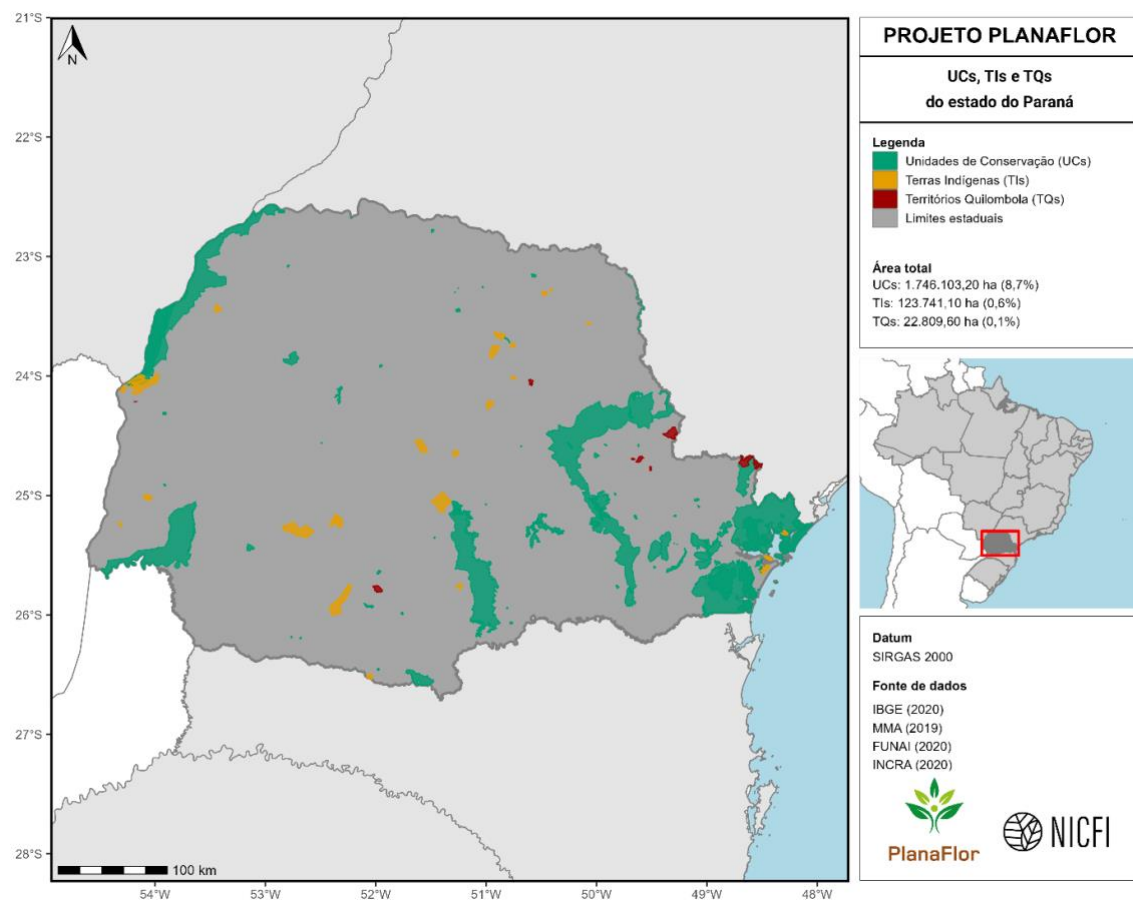 21°S
22°S
23°S
24°S
25°S
26°S
27°S
28°S
N
100 km
54°W
53°W
52°W
51°W
50°W
49°W
48°W
PROJETO PLANAFLOR
UCs, TIs e TQs
do estado do Paraná
Legenda
Unidades de Conservação (UCs)
Terras Indígenas (TIs)
Territórios Quilombola (TQs)
Limites estaduais
Área total
UCs: 1.746.103,20 ha (8,7%)
TIs: 123.741,10 ha (0,6%)
TQs: 22.809,60 ha (0,1%)
Datum
SIRGAS 2000
Fonte de dados
IBGE (2020)
MMA (2019)
FUNAI (2020)
INCRA (2020)
PlanaFlor
NICFI